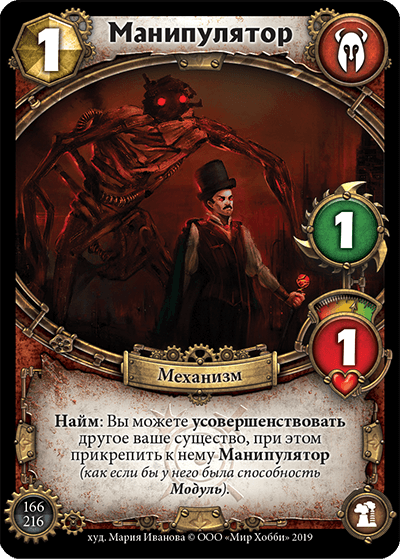 1
Манипулятор
1
1
Механизм
Найм: Вы можете усовершенствовать
другое ваше существо, при этом
прикрепить к нему Манипулятор
(как если бы у него была способность
Модуль).
166
216
худ. Мария Иванова © ООО «Мир Хобби» 2019